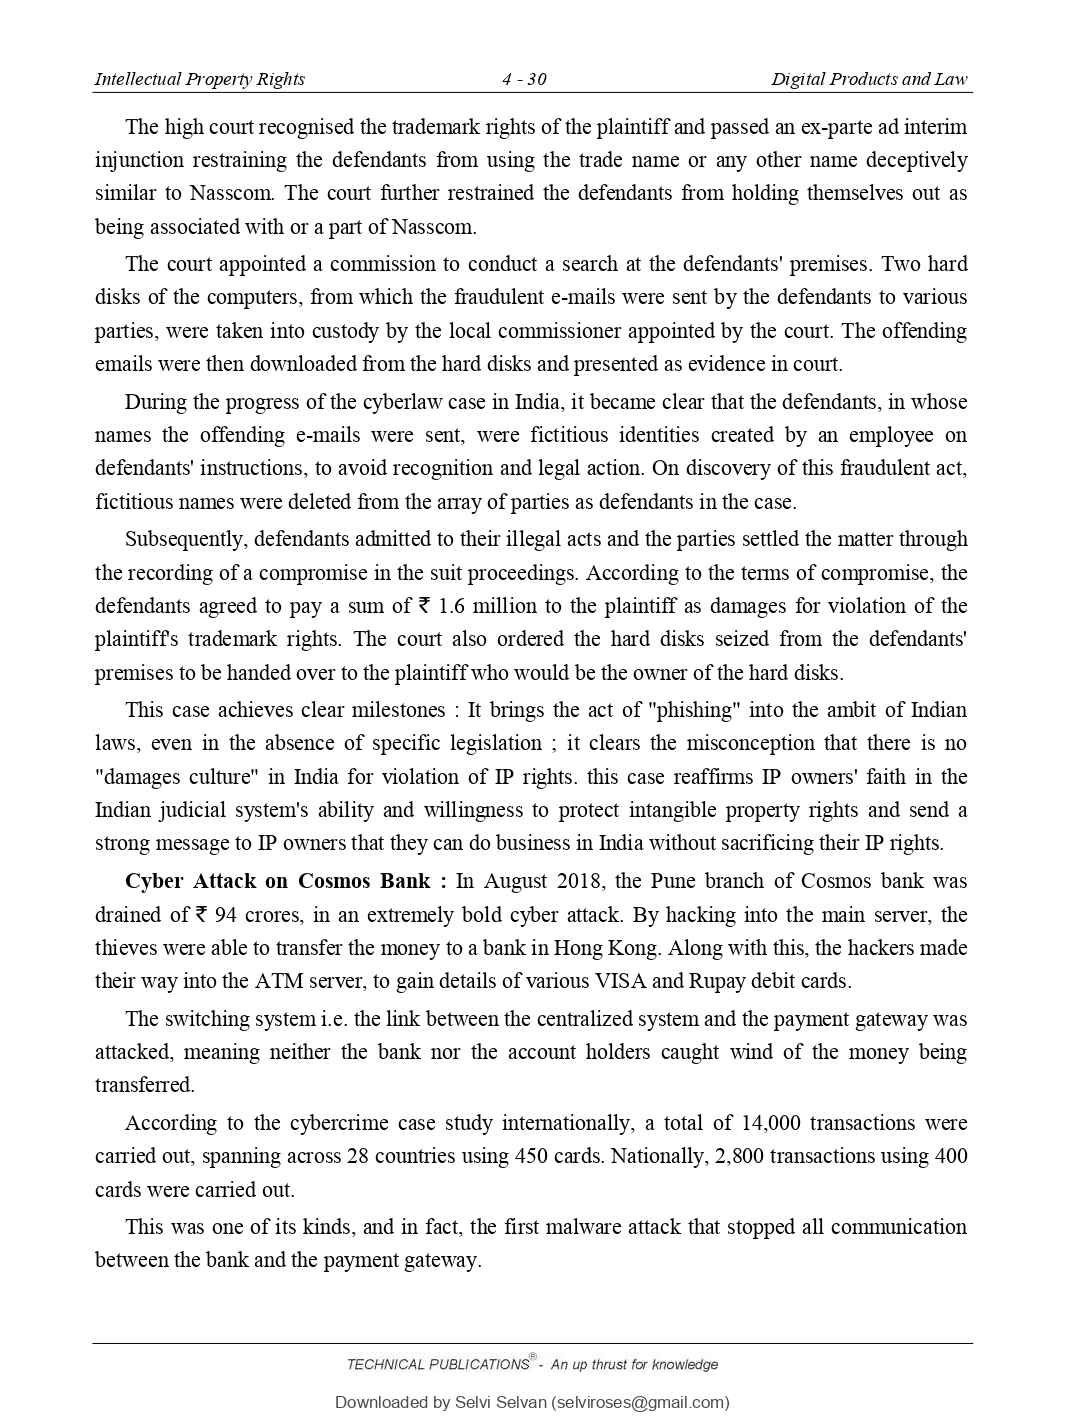 Intellectual Property Rights 4 - 30 Digital Products and Law
The high court recognised the trademark rights of the plaintiff and passed an ex-parte ad interim
injunction restraining the defendants from using the trade name or any other name deceptively
similar to Nasscom. The court further restrained the defendants from holding themselves out as
being associated with or a part of Nasscom.
The court appointed a commission to conduct a search at the defendants' premises. Two hard
disks of the computers, from which the fraudulent e-mails were sent by the defendants to various
parties, were taken into custody by the local commissioner appointed by the court. The offending
emails were then downloaded from the hard disks and presented as evidence in court.
During the progress of the cyberlaw case in India, it became clear that the defendants, in whose
names the offending e-mails were sent, were fictitious identities created by an employee on
defendants' instructions, to avoid recognition and legal action. On discovery of this fraudulent act,
fictitious names were deleted from the array of parties as defendants in the case.
Subsequently, defendants admitted to their illegal acts and the parties settled the matter through
the recording of a compromise in the suit proceedings. According to the terms of compromise, the
defendants agreed to pay a sum of ₹ 1.6 million to the plaintiff as damages for violation of the
plaintiff's trademark rights. The court also ordered the hard disks seized from the defendants'
premises to be handed over to the plaintiff who would be the owner of the hard disks.
This case achieves clear milestones : It brings the act of "phishing" into the ambit of Indian
laws, even in the absence of specific legislation ; it clears the misconception that there is no
"damages culture" in India for violation of IP rights. this case reaffirms IP owners' faith in the
Indian judicial system's ability and willingness to protect intangible property rights and send a
strong message to IP owners that they can do business in India without sacrificing their IP rights.
Cyber Attack on Cosmos Bank : In August 2018, the Pune branch of Cosmos bank was
drained of ₹ 94 crores, in an extremely bold cyber attack. By hacking into the main server, the
thieves were able to transfer the money to a bank in Hong Kong. Along with this, the hackers made
their way into the ATM server, to gain details of various VISA and Rupay debit cards.
The switching system i.e. the link between the centralized system and the payment gateway was
attacked, meaning neither the bank nor the account holders caught wind of the money being
transferred.
According to the cybercrime case study internationally, a total of 14,000 transactions were
carried out, spanning across 28 countries using 450 cards. Nationally, 2,800 transactions using 400
cards were carried out.
This was one of its kinds, and in fact, the first malware attack that stopped all communication
between the bank and the payment gateway.
TECHNICAL PUBLICATIONS® - An up thrust for knowledge
Downloaded by Selvi Selvan (selviroses@gmail.com)